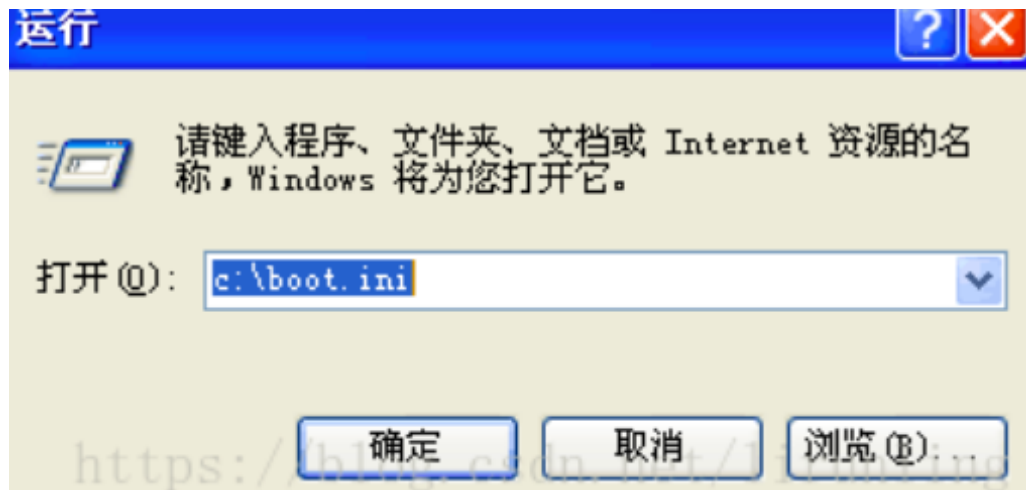 运行
请键入程序、文件夹、文档或 Internet 资源的名
称,Windows 将为您打开它。
打开(O): c:\boot.ini
确定 取消 浏览(B)...